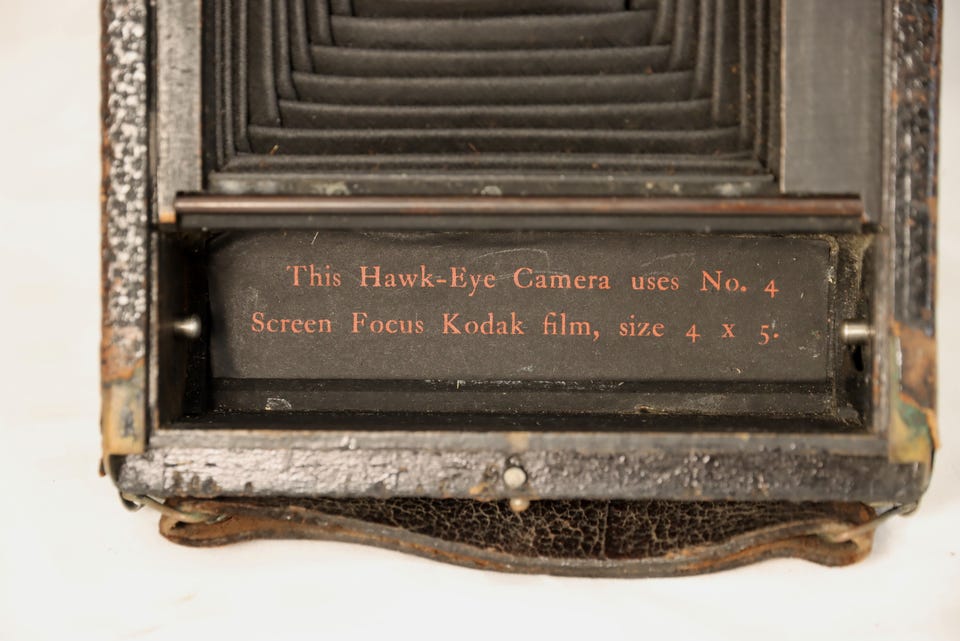 This Hawk-Eye Camera uses No. 4
Screen Focus Kodak film, size 4 x 5.